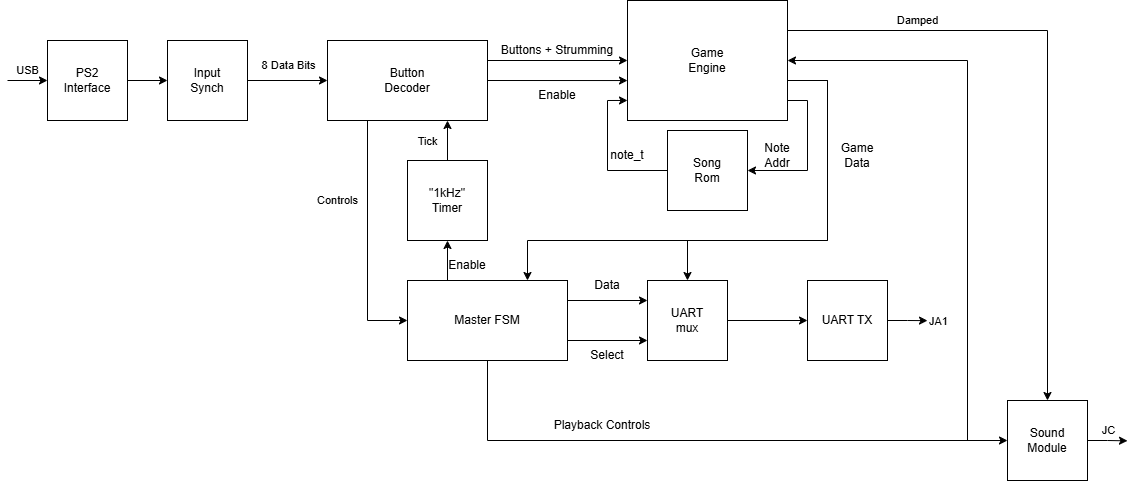 Damped
USB
PS2
Interface
Input
Synch
8 Data Bits
Button
Decoder
Buttons + Strumming
Enable
Game
Engine
Tick
note_t
Song
Rom
Note
Addr
Game
Data
Controls
"1kHz"
Timer
Enable
Master FSM
Data
Select
UART
mux
UART TX
JA1
Playback Controls
Sound
Module
JC